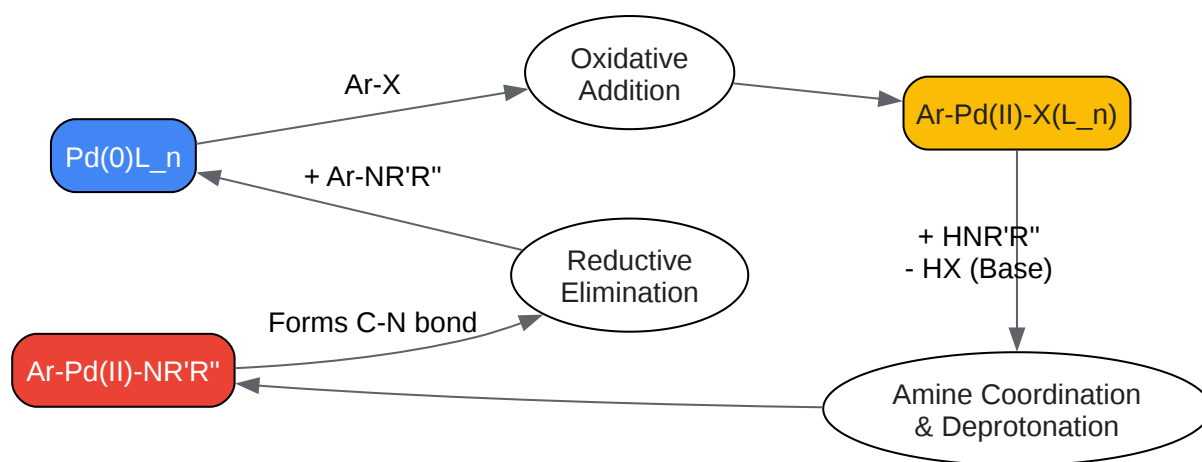 Oxidative
Addition
Ar-X
Ar-Pd(II)-X(L_n)
Pd(0)L_n
+ Ar-NR'R"
+ HNR'R"
- HX (Base)
Reductive
Elimination
Forms C-N bond
Ar-Pd(II)-NR'R"
Amine Coordination
& Deprotonation